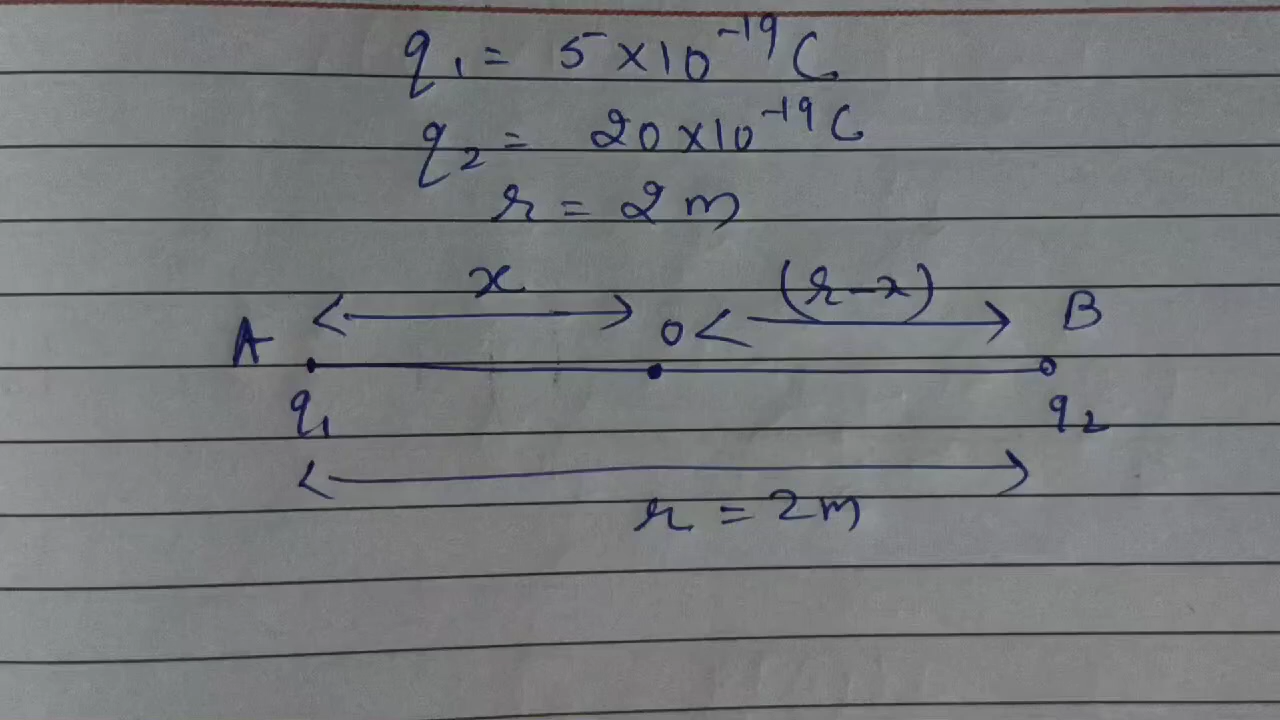 q₁ = 5 × 10⁻¹⁹ C
q₂ = 20 × 10⁻¹⁹ C
r = 2 m
x (r - x)
A O B
q₁ q₂
r = 2m